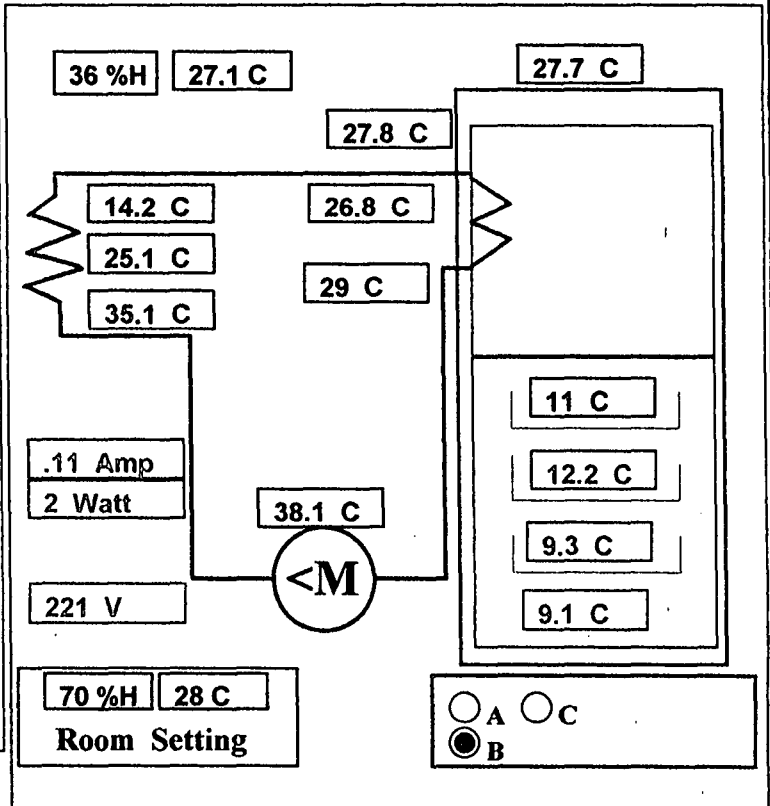 36 %H 27.1 C
27.7 C
27.8 C
14.2 C
26.8 C
25.1 C
29 C
35.1 C
11 C
.11 Amp
12.2 C
2 Watt
38.1 C
9.3 C
<M
221 V
9.1 C
70 %H 28 C
Room Setting
A C
B